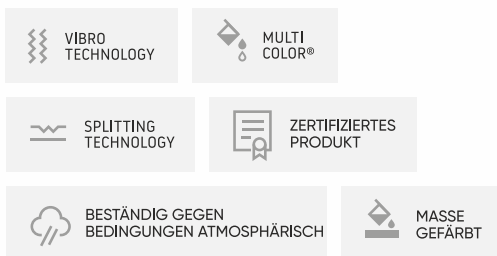 VIBRO
TECHNOLOGY
MULTI
COLOR®
SPLITTING
TECHNOLOGY
ZERTIFIZIERTES
PRODUKT
BESTÄNDIG GEGEN
BEDINGUNGEN ATMOSPHÄRISCH
MASSE
GEFÄRBT